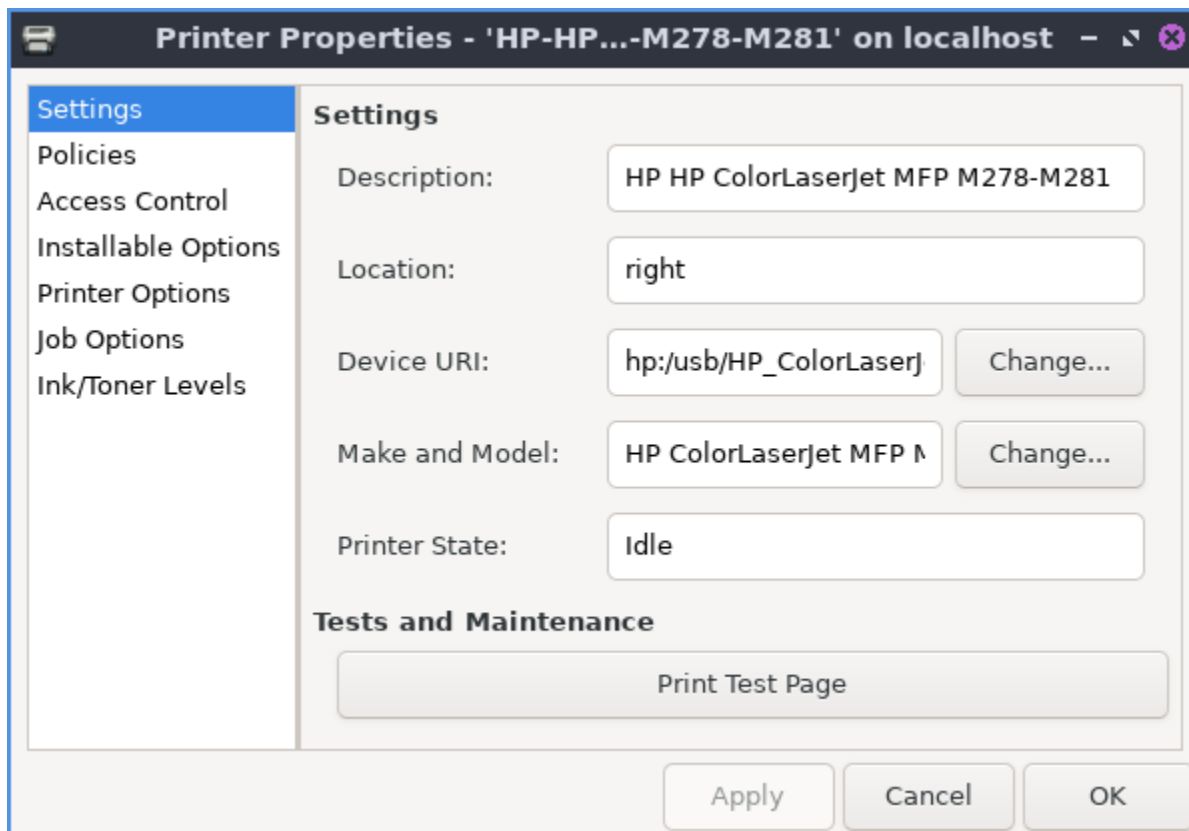 Printer Properties - 'HP-HP...-M278-M281' on localhost
Settings
Policies
Access Control
Installable Options
Printer Options
Job Options
Ink/Toner Levels
Settings
Description: HP HP ColorLaserJet MFP M278-M281
Location: right
Device URI: hp:/usb/HP_ColorLaserJ Change...
Make and Model: HP ColorLaserJet MFP Change...
Printer State: Idle
Tests and Maintenance
Print Test Page
Apply Cancel OK